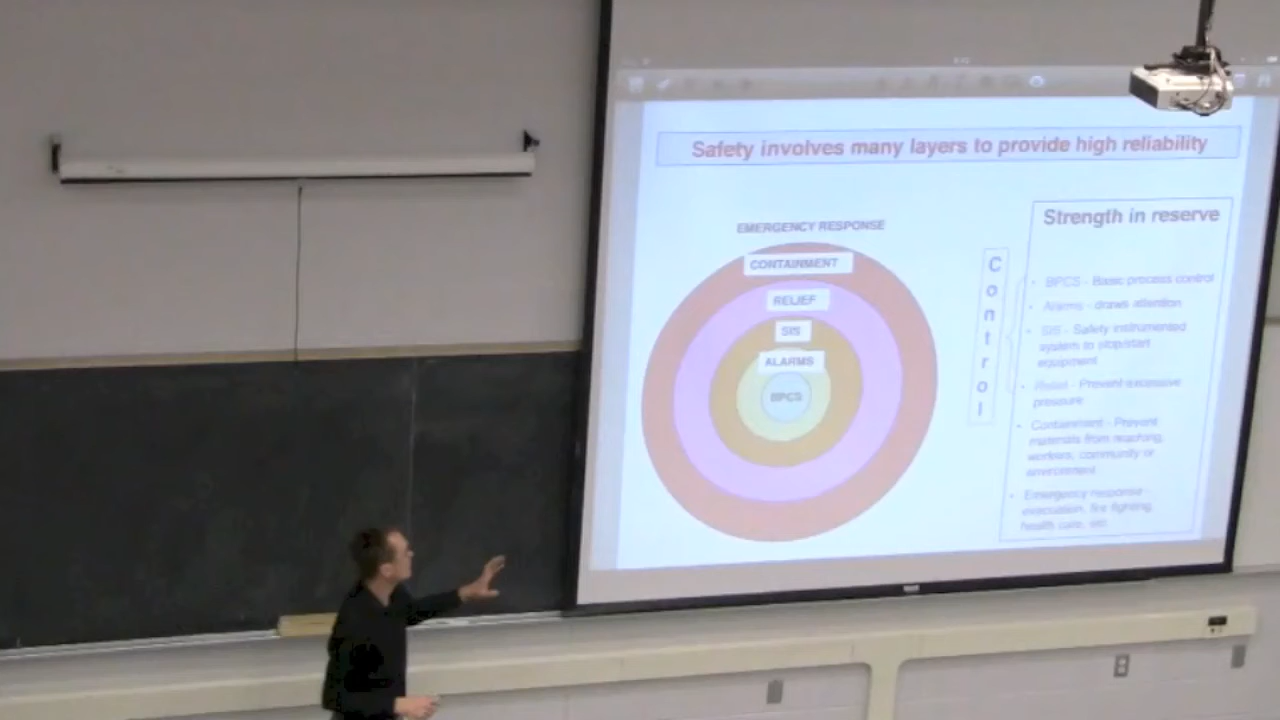 Safety involves many layers to provide high reliability
EMERGENCY RESPONSE
CONTAINMENT
RELIEF
SIS
ALARMS
BPCS
Control
Strength in reserve
• BPCS - Basic process control
• Alarms - draws attention
• SIS - Safety instrumented
system to stop/start
equipment
• Relief - Prevent excessive
pressure
• Containment - Prevent
materials from reaching,
workers, community or
environment
• Emergency response -
evacuation, fire fighting,
health care, etc